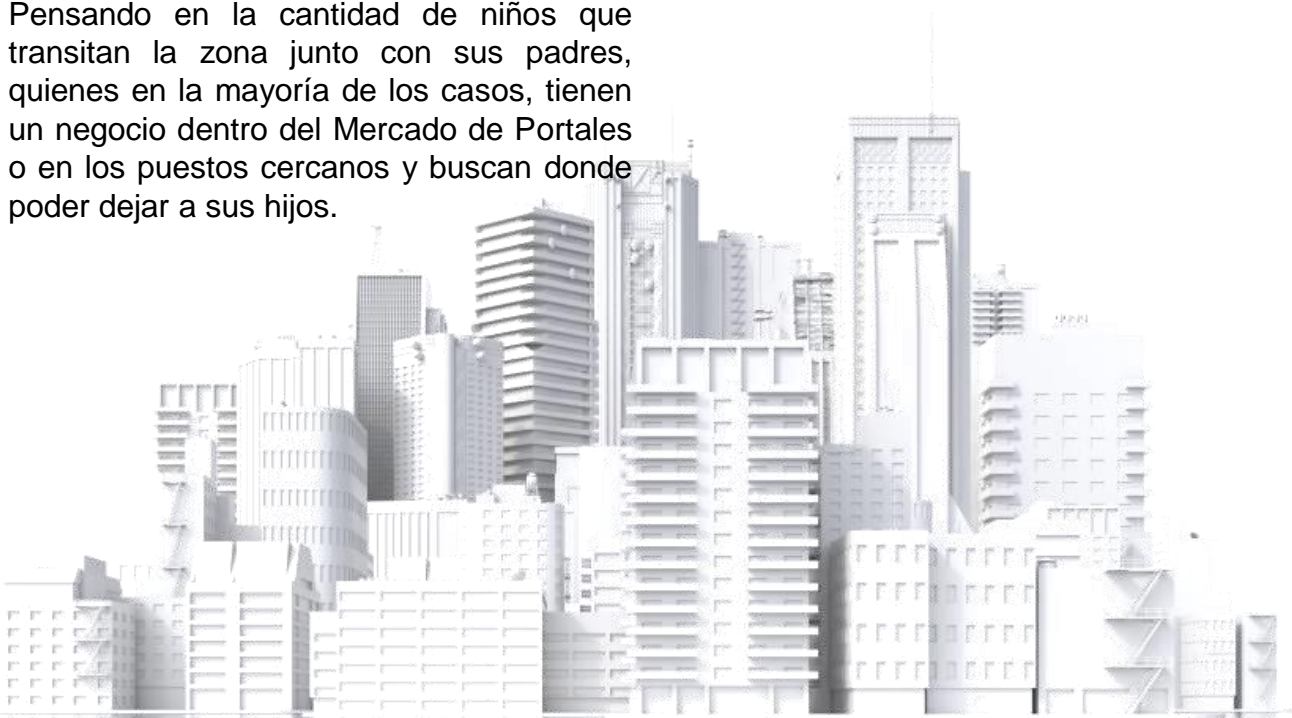 Pensando en la cantidad de niños que
transitan la zona junto con sus padres,
quienes en la mayoría de los casos, tienen
un negocio dentro del Mercado de Portales
o en los puestos cercanos y buscan donde
poder dejar a sus hijos.